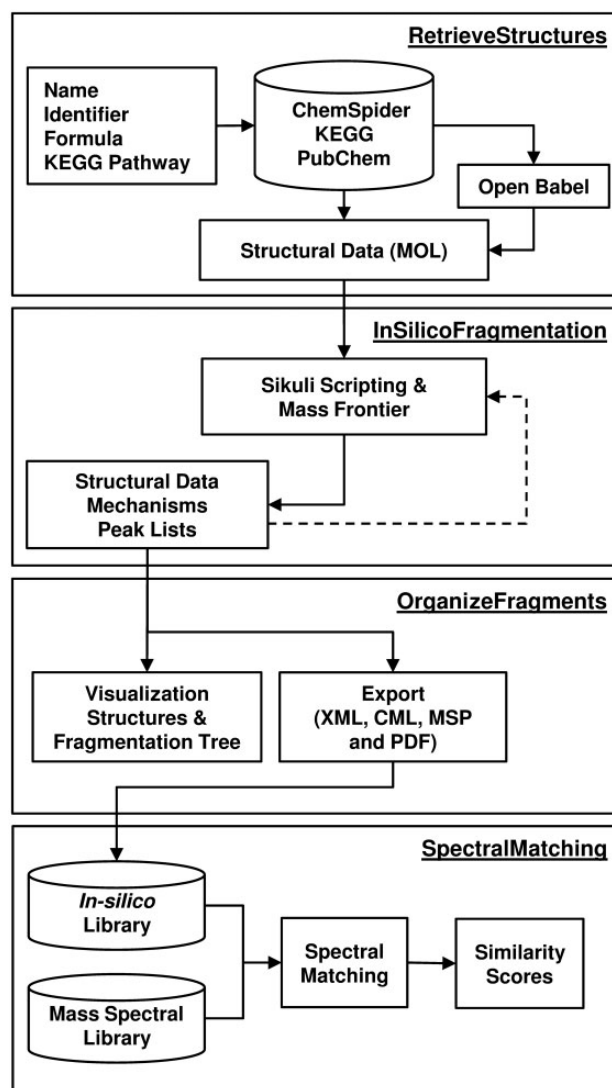 RetrieveStructures
Name
Identifier
Formula
KEGG Pathway
ChemSpider
KEGG
PubChem
Open Babel
Structural Data (MOL)
InSilicoFragmentation
Sikuli Scripting &
Mass Frontier
Structural Data
Mechanisms
Peak Lists
OrganizeFragments
Visualization
Structures &
Fragmentation Tree
Export
(XML, CML, MSP
and PDF)
SpectralMatching
In-silico
Library
Mass Spectral
Library
Spectral
Matching
Similarity
Scores